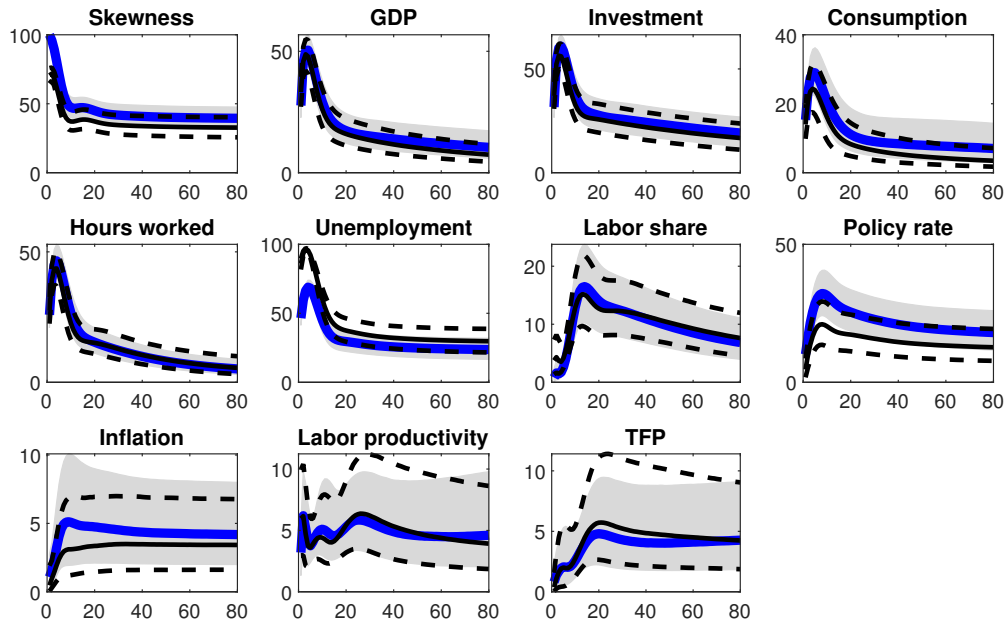 Skewness GDP Investment Consumption
100 50 0 0 20 40 60 80
50 0 0 20 40 60 80
50 0 0 20 40 60 80
40 20 0 0 20 40 60 80
Hours worked Unemployment Labor share Policy rate
50 0 0 20 40 60 80
100 50 0 0 20 40 60 80
20 10 0 0 20 40 60 80
50 0 0 20 40 60 80
Inflation Labor productivity TFP
10 5 0 0 20 40 60 80
10 5 0 0 20 40 60 80
10 5 0 0 20 40 60 80